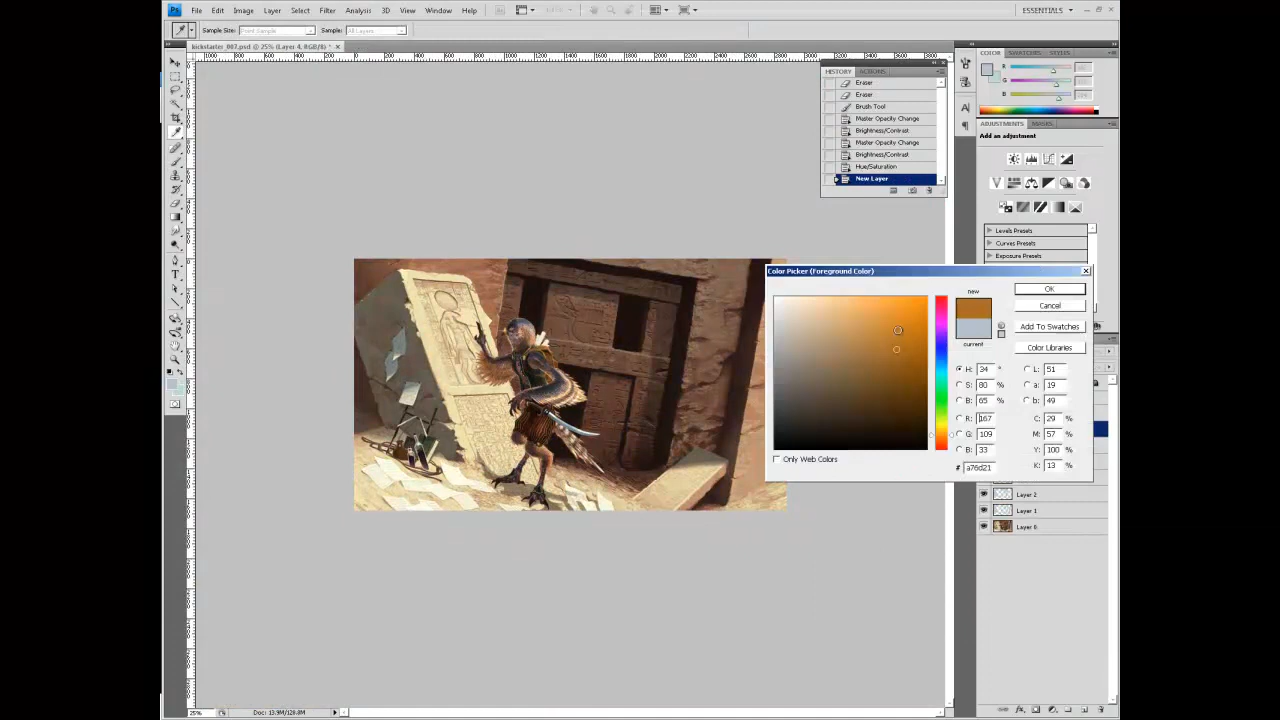 Ps File Edit Image Layer Select Filter Analysis 3D View Window Help
ESSENTIALS
Sample Size: Point Sample Sample: All Layers
kickstarter_007.psd @ 25% (Layer 4, RGB/8) *
HISTORY ACTIONS
Eraser
Eraser
Brush Tool
Master Opacity Change
Brightness/Contrast
Master Opacity Change
Brightness/Contrast
Hue/Saturation
New Layer
COLOR SWATCHES STYLES
R
G
B
ADJUSTMENTS MASKS
Add an adjustment
Levels Presets
Curves Presets
Exposure Presets
Color Picker (Foreground Color)
new
current
OK
Cancel
Add To Swatches
Color Libraries
H: 34 ° L: 51
S: 80 % a: 19
B: 65 % b: 49
R: 167 C: 29 %
G: 109 M: 57 %
B: 33 Y: 100 %
# a76d21 K: 13 %
Only Web Colors
Layer 2
Layer 1
Layer 6
25% Doc: 13.9M/128.8M